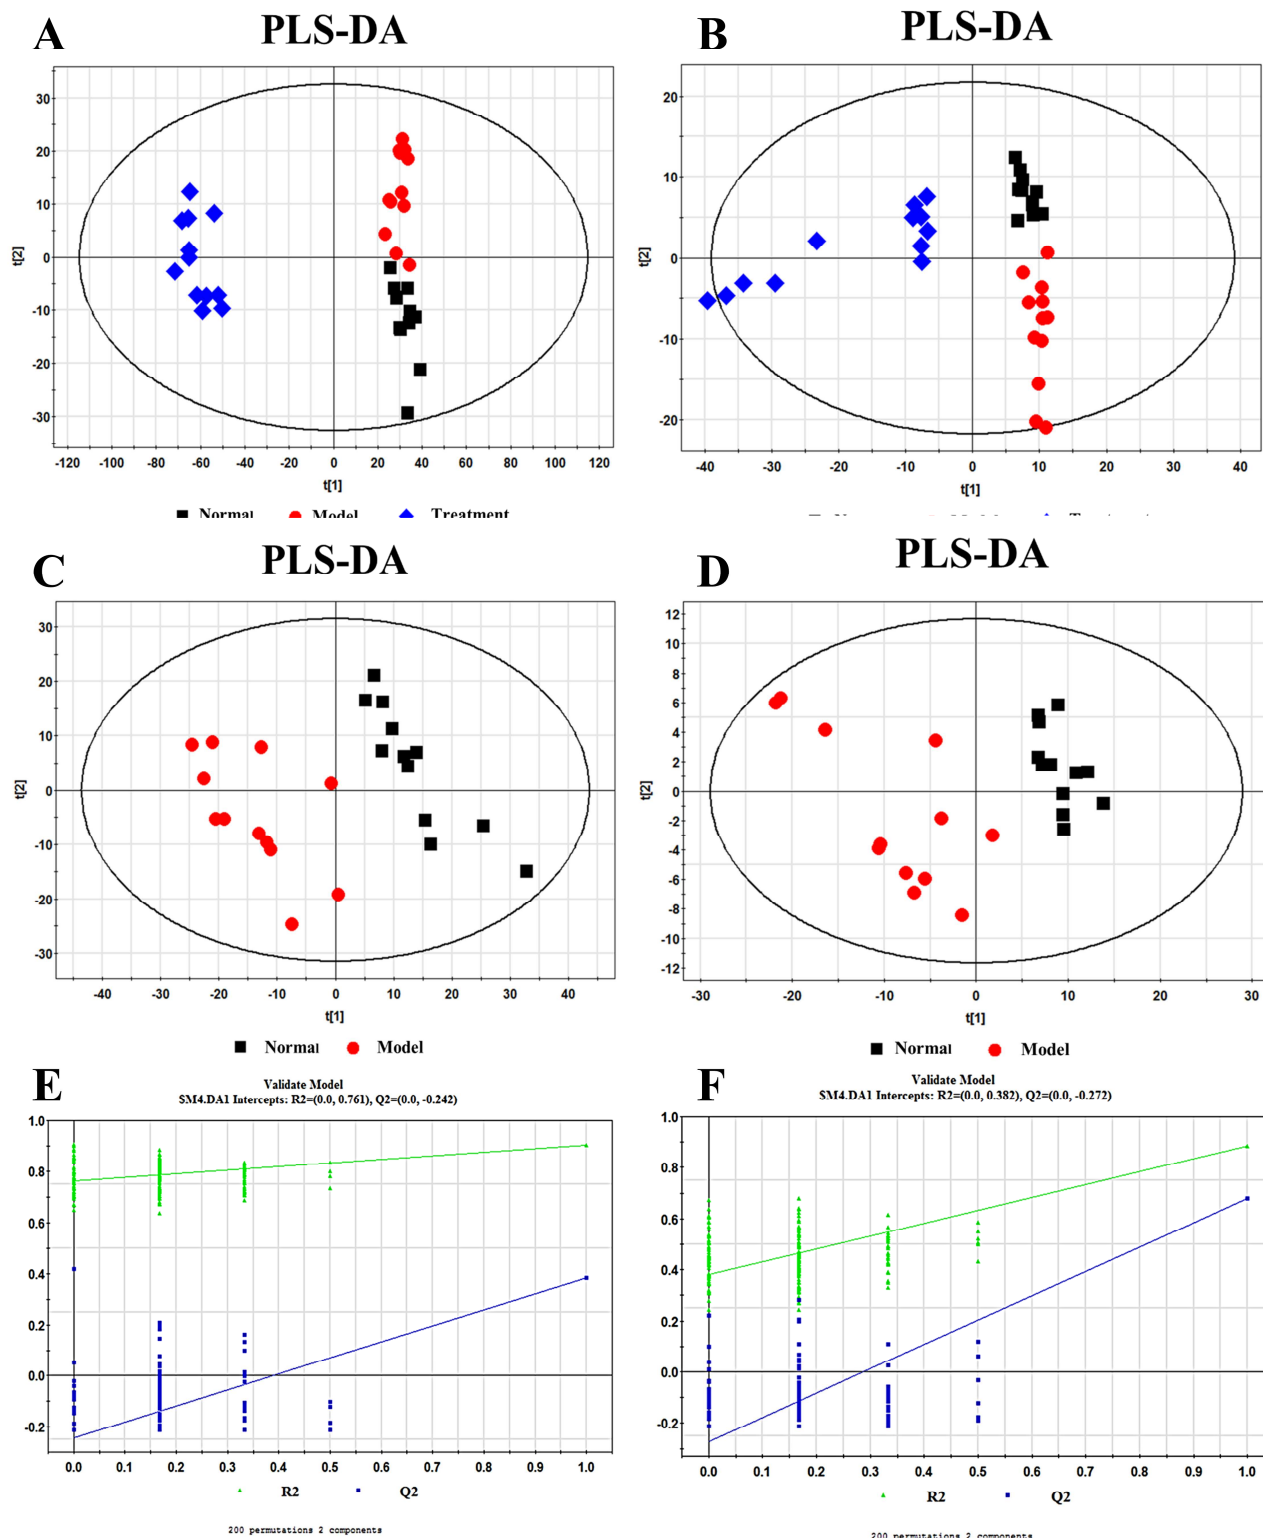 A PLS-DA
30
20
10
0
-10
-20
-30
t[2]
-120 -100 -80 -60 -40 -20 0 20 40 60 80 100 120
t[1]
Normal Model Treatment
B PLS-DA
20
10
0
-10
-20
t[2]
-40 -30 -20 -10 0 10 20 30 40
t[1]
C PLS-DA
30
20
10
0
-10
-20
-30
t[2]
-40 -30 -20 -10 0 10 20 30 40
t[1]
Normal Model
D PLS-DA
12
10
8
6
4
2
0
-2
-4
-6
-8
-10
-12
t[2]
-30 -20 -10 0 10 20 30
t[1]
Normal Model
E
Validate Model
SM4.DA1 Intercepts: R2=(0.0, 0.761), Q2=(0.0, -0.242)
1.0
0.8
0.6
0.4
0.2
0.0
-0.2
0.0 0.1 0.2 0.3 0.4 0.5 0.6 0.7 0.8 0.9 1.0
R2 Q2
200 permutations 2 components
F
Validate Model
SM4.DA1 Intercepts: R2=(0.0, 0.382), Q2=(0.0, -0.272)
1.0
0.8
0.6
0.4
0.2
0.0
-0.2
0.0 0.1 0.2 0.3 0.4 0.5 0.6 0.7 0.8 0.9 1.0
R2 Q2
200 permutations 2 components